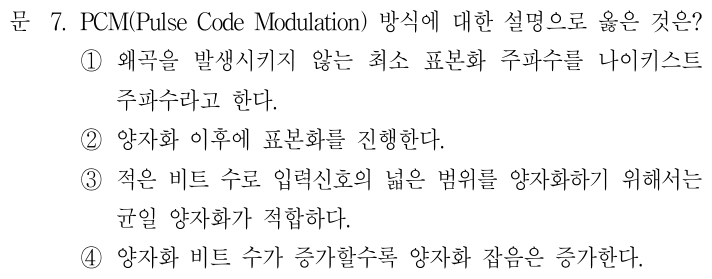 문 7. PCM(Pulse Code Modulation) 방식에 대한 설명으로 옳은 것은?
① 왜곡을 발생시키지 않는 최소 표본화 주파수를 나이키스트
주파수라고 한다.
② 양자화 이후에 표본화를 진행한다.
③ 적은 비트 수로 입력신호의 넓은 범위를 양자화하기 위해서는
균일 양자화가 적합하다.
④ 양자화 비트 수가 증가할수록 양자화 잡음은 증가한다.